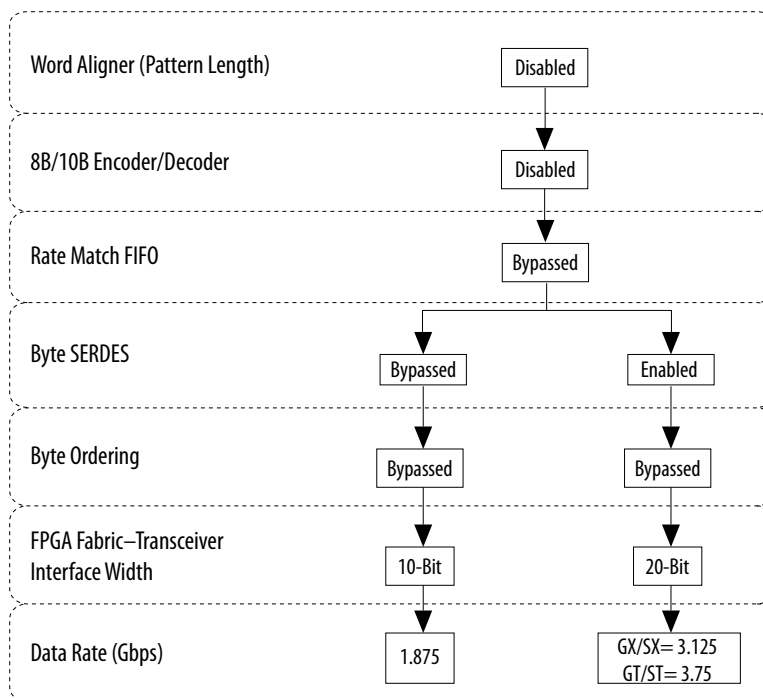 Word Aligner (Pattern Length)
Disabled
8B/10B Encoder/Decoder
Disabled
Rate Match FIFO
Bypassed
Byte SERDES
Bypassed
Enabled
Byte Ordering
Bypassed
Bypassed
FPGA Fabric–Transceiver
Interface Width
10-Bit
20-Bit
Data Rate (Gbps)
1.875
GX/SX= 3.125
GT/ST= 3.75